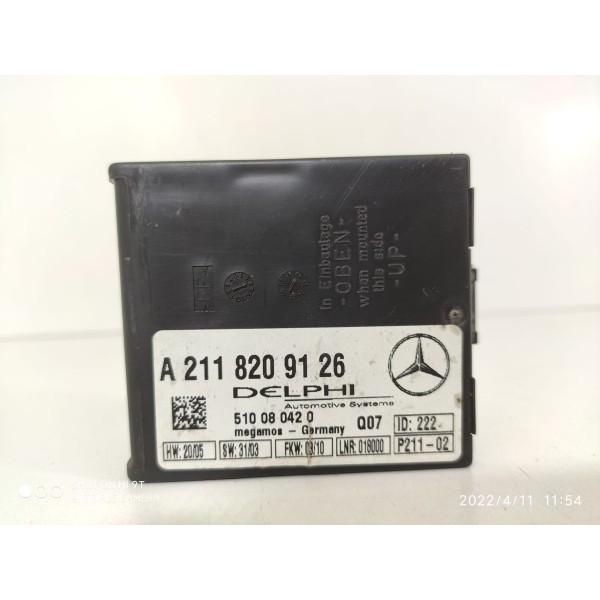 in Einbaulage
-OBEN-
when mounted
this side
-UP-
A 211 820 91 26
DELPHI
Automotive Systems
510 08 042 0
Q07
ID: 222
megamos - Germany
HW: 20/05
SW: 31/03
FKW: 03/10
LNR: 018000
P211-02
2022/4/11 11:54